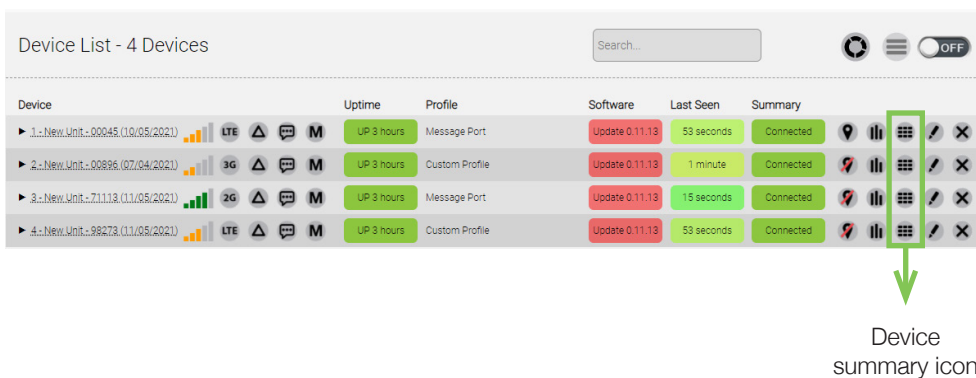 Device List - 4 Devices
Search...
OFF
Device Uptime Profile Software Last Seen Summary
1 - New Unit - 00045 (10/05/2021) LTE M UP 3 hours Message Port Update 0.11.13 53 seconds Connected
2 - New Unit - 00896 (07/04/2021) 3G M UP 3 hours Custom Profile Update 0.11.13 1 minute Connected
3 - New Unit - 71113 (11/05/2021) 2G M UP 3 hours Message Port Update 0.11.13 15 seconds Connected
4 - New Unit - 98273 (11/05/2021) LTE M UP 3 hours Custom Profile Update 0.11.13 53 seconds Connected
Device
summary icon